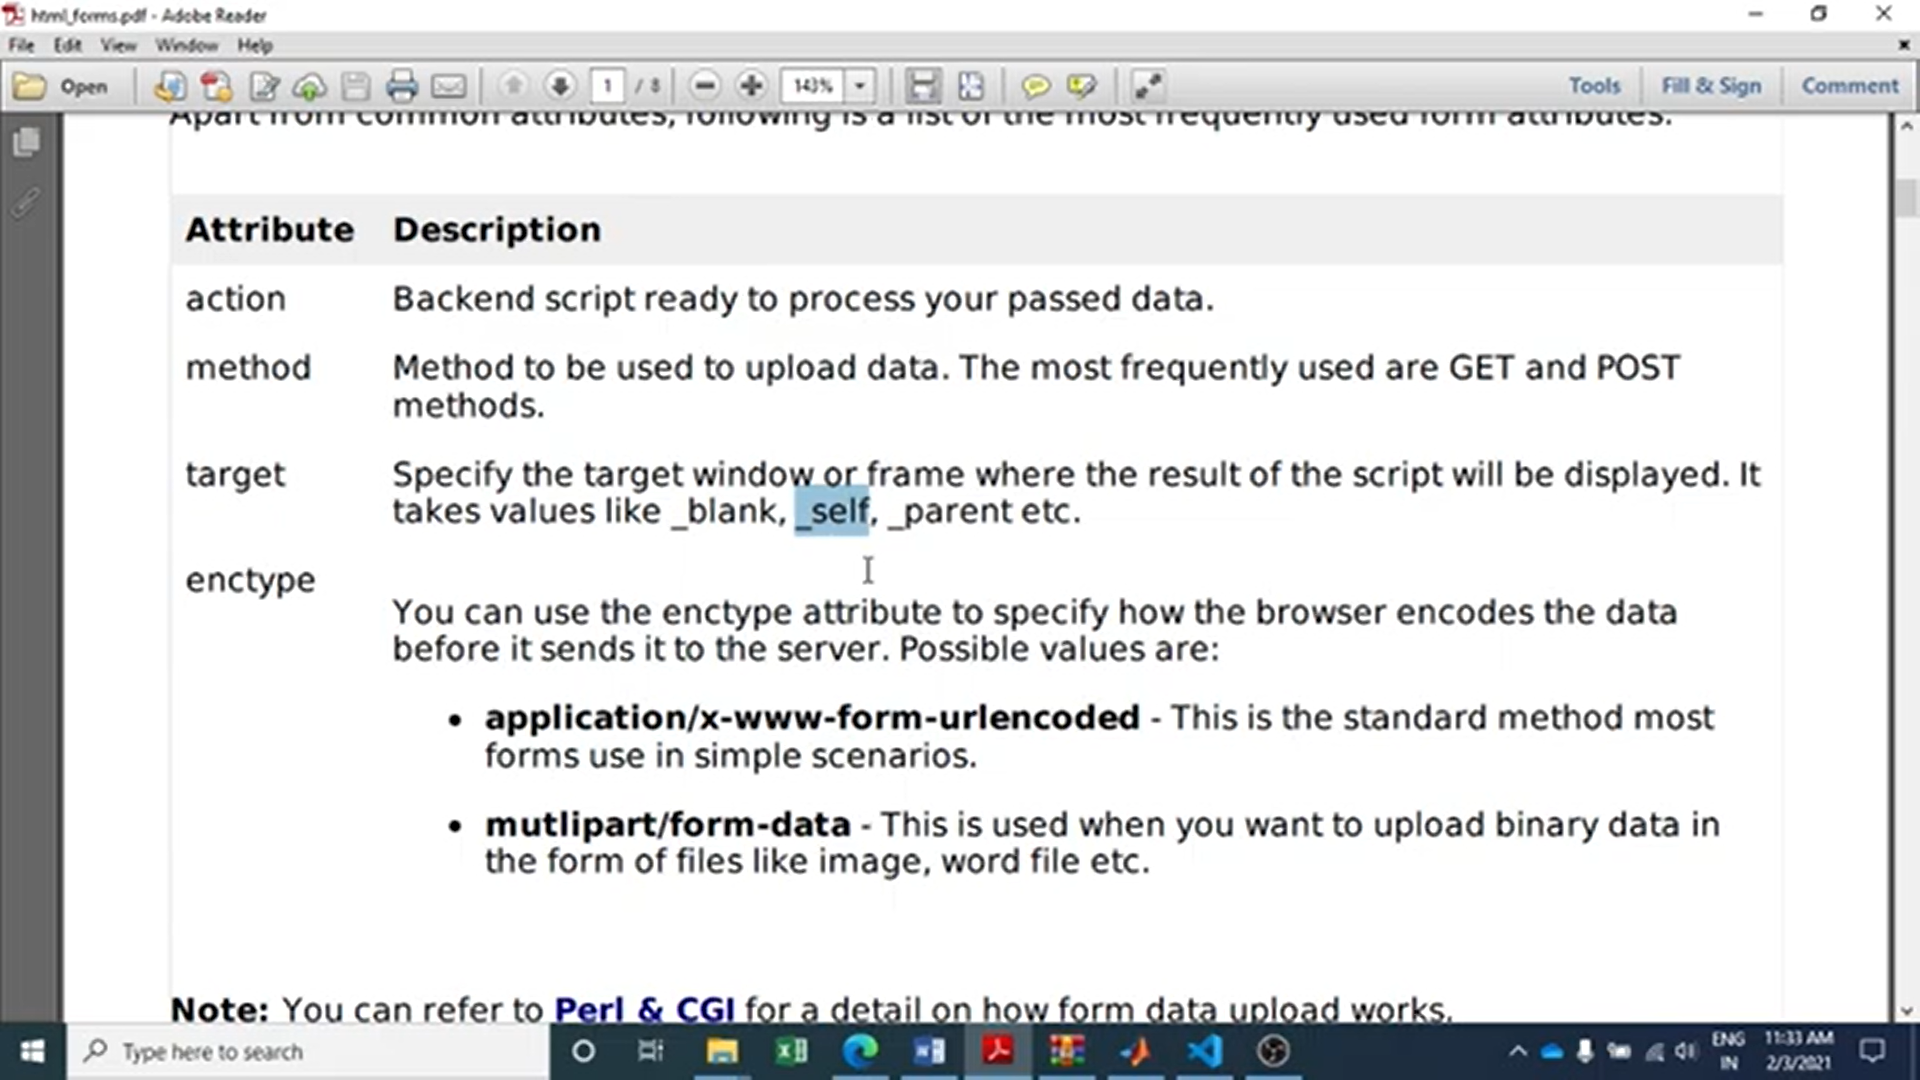 html_forms.pdf - Adobe Reader
File Edit View Window Help
Open 1 / 8 143% Tools Fill & Sign Comment
Apart from common attributes, following is a list of the most frequently used form attributes.
Attribute Description
action Backend script ready to process your passed data.
method Method to be used to upload data. The most frequently used are GET and POST
methods.
target Specify the target window or frame where the result of the script will be displayed. It
takes values like _blank, _self, _parent etc.
enctype
You can use the enctype attribute to specify how the browser encodes the data
before it sends it to the server. Possible values are:
• application/x-www-form-urlencoded - This is the standard method most
forms use in simple scenarios.
• mutlipart/form-data - This is used when you want to upload binary data in
the form of files like image, word file etc.
Note: You can refer to Perl & CGI for a detail on how form data upload works.
Type here to search
ENG 11:33 AM
IN 2/3/2021